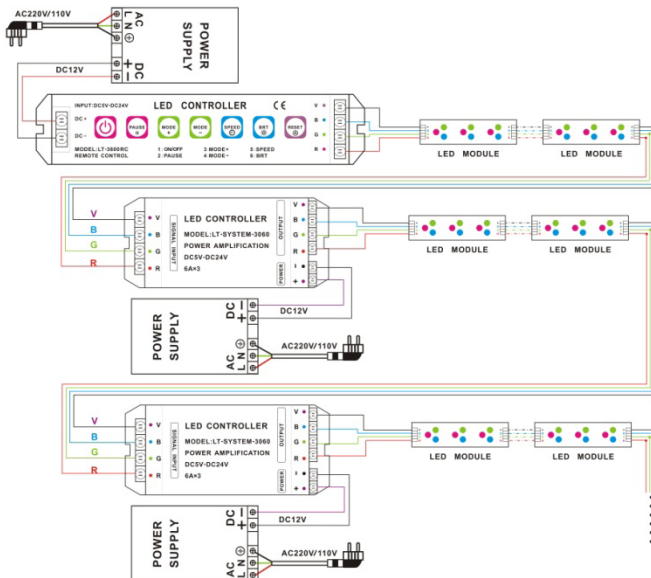 AC220V/110V
AC
L N ⏚
DC
+ −
POWER SUPPLY
DC12V
INPUT:DC5V-DC24V
LED CONTROLLER
CE
DC+
DC−
PAUSE
MODE +
MODE −
SPEED
BRT
RESET
V
B
G
R
MODEL:LT-3800RC
REMOTE CONTROL
1 : ON/OFF 3 MODE+ 5 :SPEED
2 :PAUSE 4 MODE− 6 :BRT
LED MODULE
LED MODULE
V
B
G
R
V
B
G
R
SIGNAL INPUT
LED CONTROLLER
MODEL:LT-SYSTEM-3060
POWER AMPLIFICATION
DC5V-DC24V
6A×3
OUTPUT
POWER
V
B
G
R
−
+
LED MODULE
LED MODULE
DC12V
POWER SUPPLY
DC
+ −
AC
L N ⏚
AC220V/110V
V
B
G
R
V
B
G
R
SIGNAL INPUT
LED CONTROLLER
MODEL:LT-SYSTEM-3060
POWER AMPLIFICATION
DC5V-DC24V
6A×3
OUTPUT
POWER
V
B
G
R
−
+
LED MODULE
LED MODULE
DC12V
POWER SUPPLY
DC
+ −
AC
L N ⏚
AC220V/110V